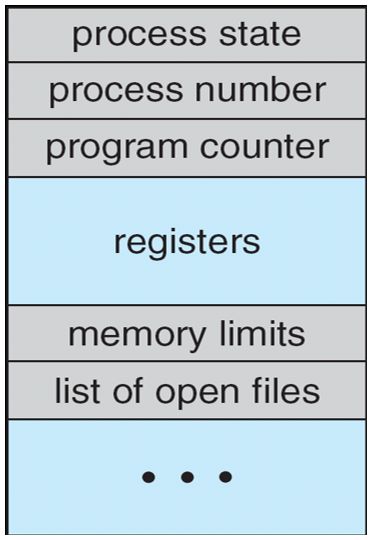 process state
process number
program counter
registers
memory limits
list of open files
• • •